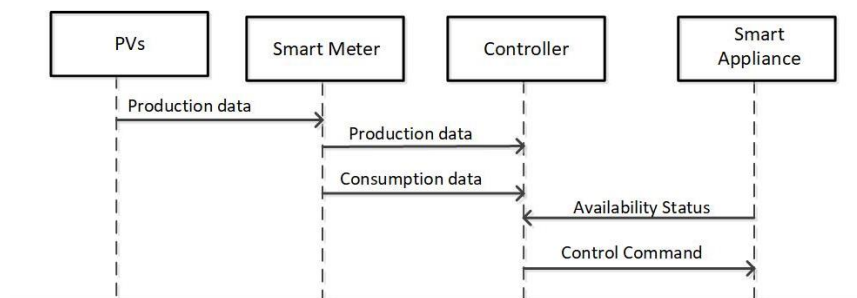 PVs
Smart Meter
Controller
Smart
Appliance
Production data
Production data
Consumption data
Availability Status
Control Command